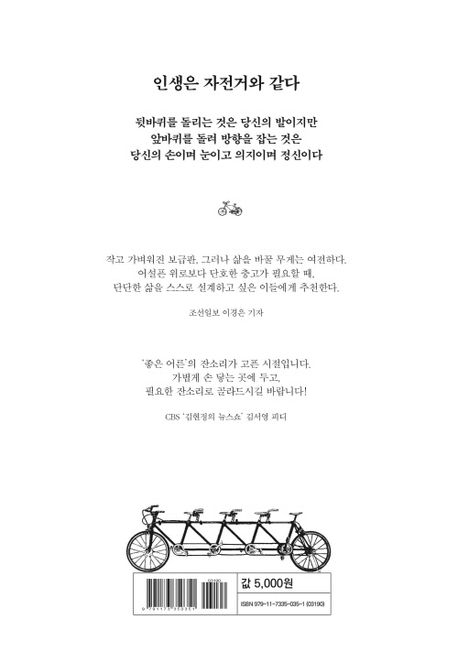 인생은 자전거와 같다
뒷바퀴를 돌리는 것은 당신의 발이지만
앞바퀴를 돌려 방향을 잡는 것은
당신의 손이며 눈이고 의지이며 정신이다
작고 가벼워진 보급판, 그러나 삶을 바꿀 무게는 여전하다.
어설픈 위로보다 단호한 충고가 필요할 때,
단단한 삶을 스스로 설계하고 싶은 이들에게 추천한다.
조선일보 이경은 기자
‘좋은 어른’의 잔소리가 고픈 시절입니다.
가볍게 손 닿는 곳에 두고,
필요한 잔소리로 골라드시길 바랍니다!
CBS ‘김현정의 뉴스쇼’ 김서영 피디
03190
값 5,000원
9 791173 350351
ISBN 979-11-7335-035-1 (03190)